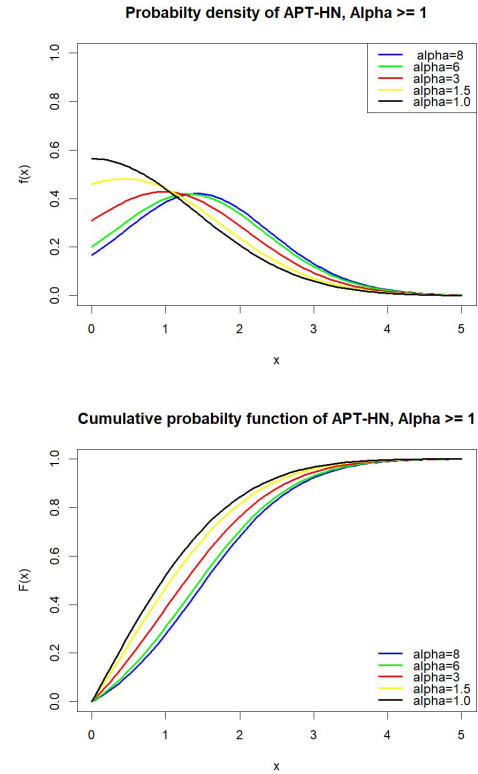 Probabilty density of APT-HN, Alpha >= 1
f(x)
1.0
0.8
0.6
0.4
0.2
0.0
alpha=8
alpha=6
alpha=3
alpha=1.5
alpha=1.0
0 1 2 3 4 5
x
Cumulative probabilty function of APT-HN, Alpha >= 1
F(x)
1.0
0.8
0.6
0.4
0.2
0.0
alpha=8
alpha=6
alpha=3
alpha=1.5
alpha=1.0
0 1 2 3 4 5
x